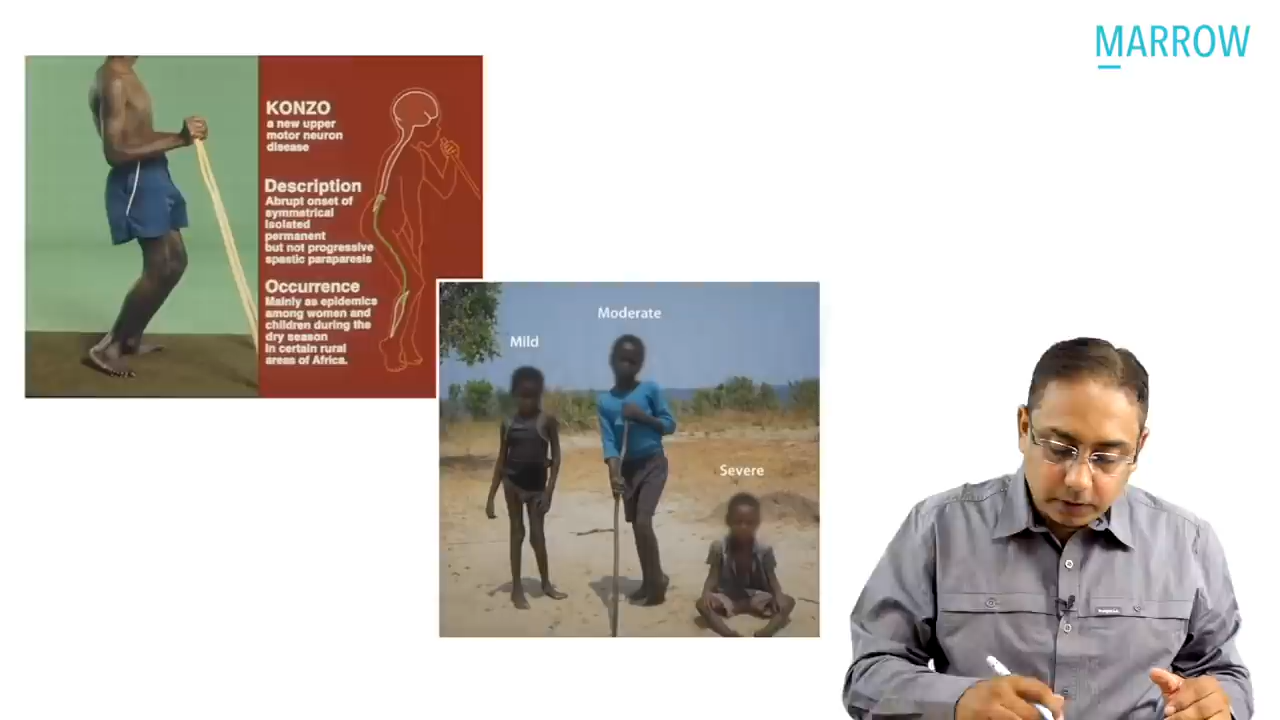 MARROW
KONZO
a new upper
motor neuron
disease
Description
Abrupt onset of
symmetrical
isolated
permanent
but not progressive
spastic paraparesis
Occurrence
Mainly as epidemics
among women and
children during the
dry season
in certain rural
areas of Africa.
Mild
Moderate
Severe